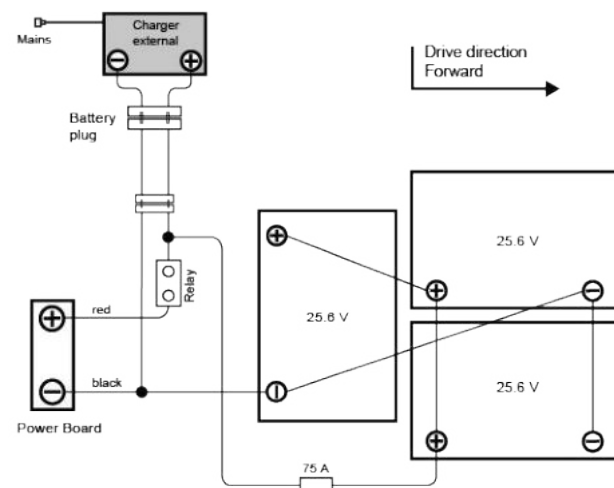 Mains
Charger
external
Drive direction
Forward
Battery
plug
25.6 V
Relay
red
25.6 V
25.6 V
black
Power Board
75 A